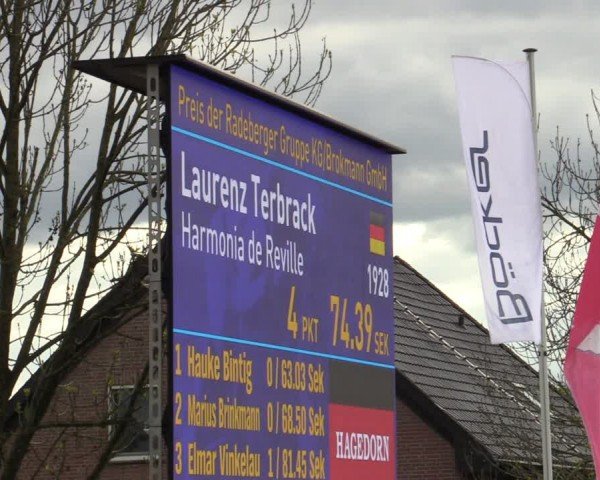 Preis der Radeberger Gruppe KG/Brokmann GmbH
Laurenz Terbrack
Harmonia de Reville
1928
4 PKT 74.39 SEK
1 Hauke Bintig 0 / 63.03 Sek
2 Marius Brinkmann 0 / 68.50 Sek
3 Elmar Vinkelau 1 / 81.45 Sek
HAGEDORN
BÖCKER